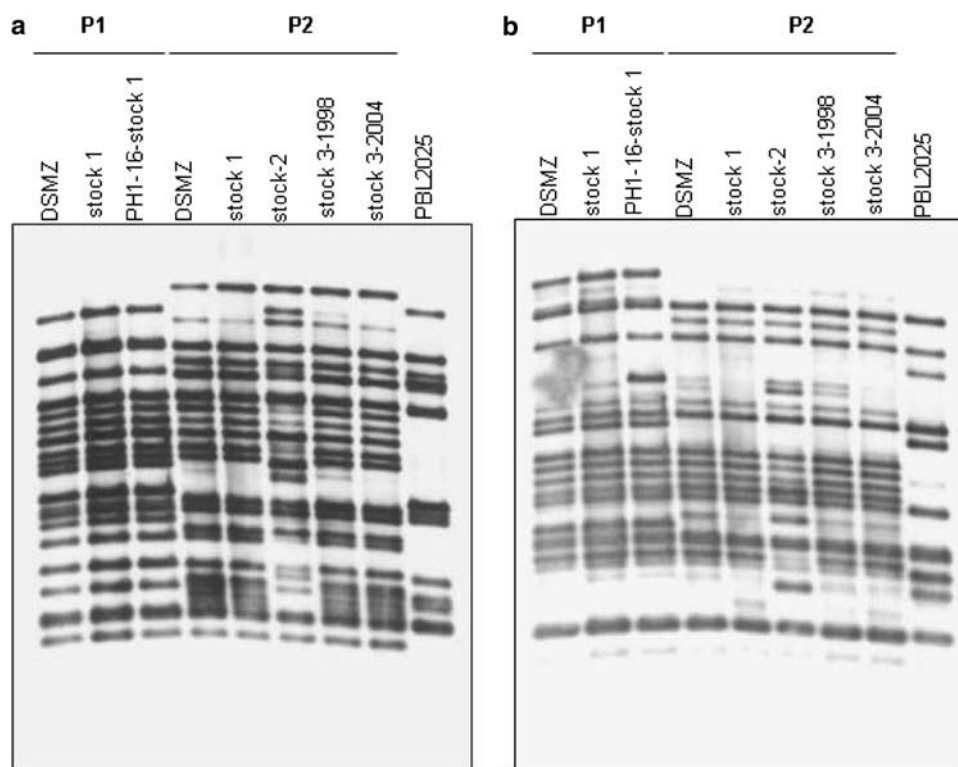 a
P1
P2
DSMZ
stock 1
PH1-16-stock 1
DSMZ
stock 1
stock-2
stock 3-1998
stock 3-2004
PBL2025
b
P1
P2
DSMZ
stock 1
PH1-16-stock 1
DSMZ
stock 1
stock-2
stock 3-1998
stock 3-2004
PBL2025